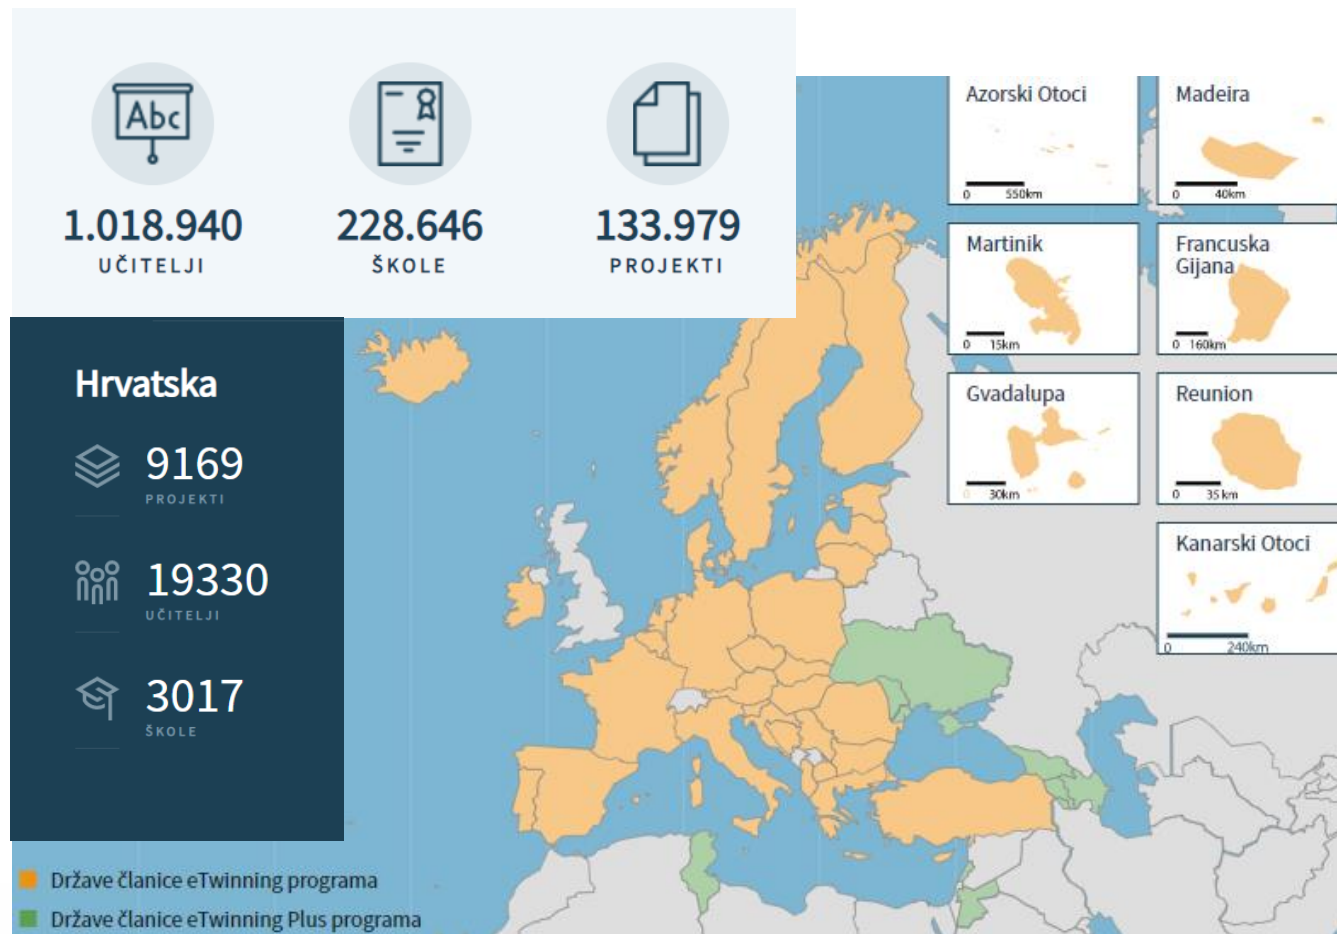 Abc
1.018.940
UČITELJI
228.646
ŠKOLE
133.979
PROJEKTI
Hrvatska
9169
PROJEKTI
19330
UČITELJI
3017
ŠKOLE
Azorski Otoci
0 550km
Madeira
0 40km
Martinik
0 15km
Francuska
Gijana
0 160km
Gvadalupa
0 30km
Reunion
0 35 km
Kanarski Otoci
0 240km
Države članice eTwinning programa
Države članice eTwinning Plus programa